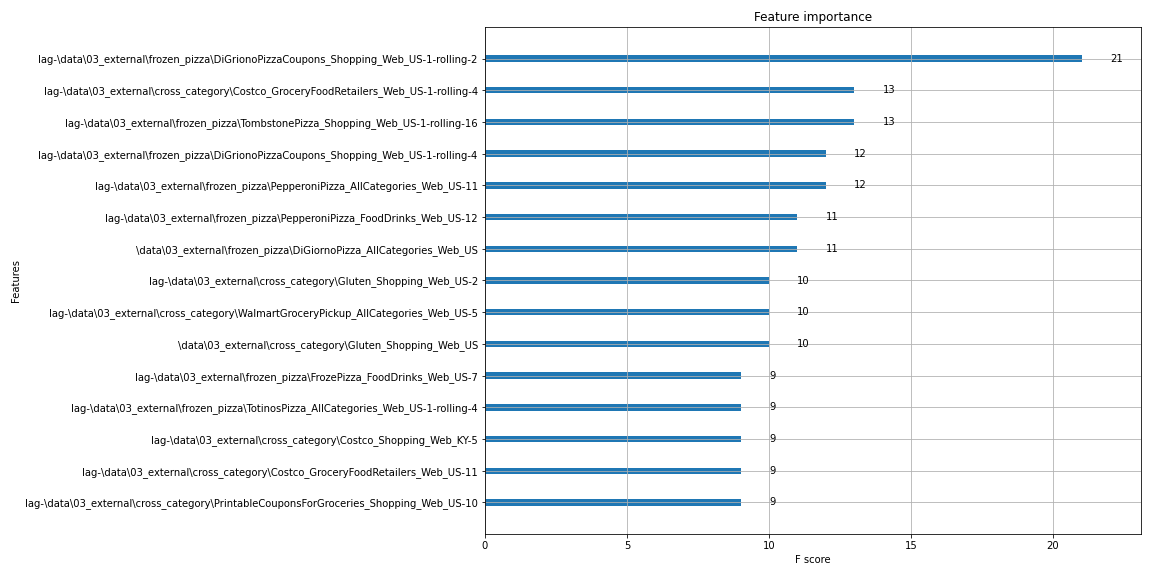 Feature importance
lag-\data\03_external\frozen_pizza\DiGrionoPizzaCoupons_Shopping_Web_US-1-rolling-2 21
lag-\data\03_external\cross_category\Costco_GroceryFoodRetailers_Web_US-1-rolling-4 13
lag-\data\03_external\frozen_pizza\TombstonePizza_Shopping_Web_US-1-rolling-16 13
lag-\data\03_external\frozen_pizza\DiGrionoPizzaCoupons_Shopping_Web_US-1-rolling-4 12
lag-\data\03_external\frozen_pizza\PepperoniPizza_AllCategories_Web_US-11 12
lag-\data\03_external\frozen_pizza\PepperoniPizza_FoodDrinks_Web_US-12 11
\data\03_external\frozen_pizza\DiGiornoPizza_AllCategories_Web_US 11
lag-\data\03_external\cross_category\Gluten_Shopping_Web_US-2 10
lag-\data\03_external\cross_category\WalmartGroceryPickup_AllCategories_Web_US-5 10
\data\03_external\cross_category\Gluten_Shopping_Web_US 10
lag-\data\03_external\frozen_pizza\FrozePizza_FoodDrinks_Web_US-7 9
lag-\data\03_external\frozen_pizza\TotinosPizza_AllCategories_Web_US-1-rolling-4 9
lag-\data\03_external\cross_category\Costco_Shopping_Web_KY-5 9
lag-\data\03_external\cross_category\Costco_GroceryFoodRetailers_Web_US-11 9
lag-\data\03_external\cross_category\PrintableCouponsForGroceries_Shopping_Web_US-10 9
Features
0 5 10 15 20
F score